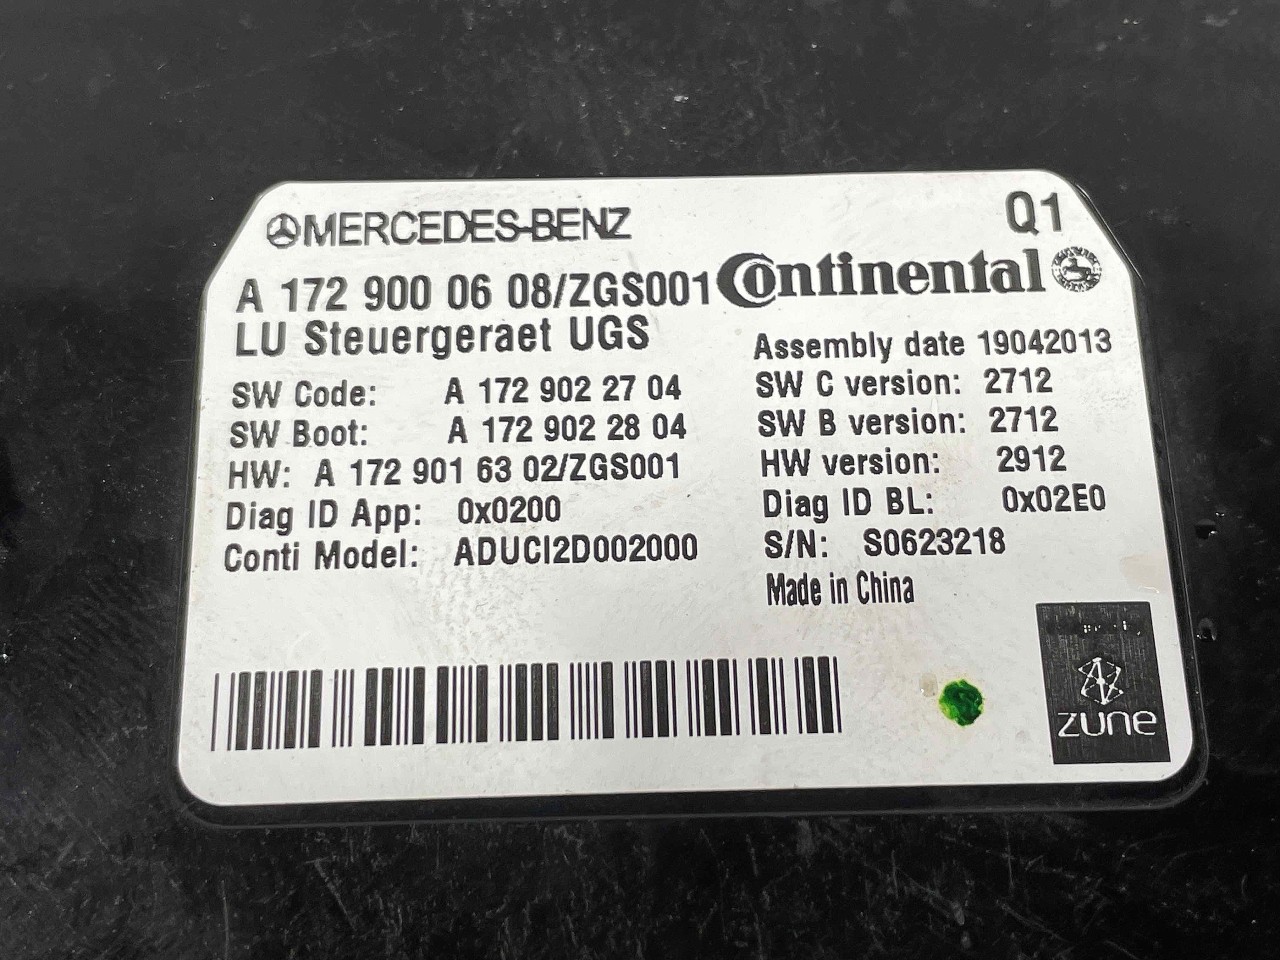 MERCEDES-BENZ
Q1
A 172 900 06 08/ZGS001
Continental
LU Steuergeraet UGS
Assembly date 19042013
SW Code: A 172 902 27 04
SW C version: 2712
SW Boot: A 172 902 28 04
SW B version: 2712
HW: A 172 901 63 02/ZGS001
HW version: 2912
Diag ID App: 0x0200
Diag ID BL: 0x02E0
Conti Model: ADUCI2D002000
S/N: S0623218
Made in China
zune